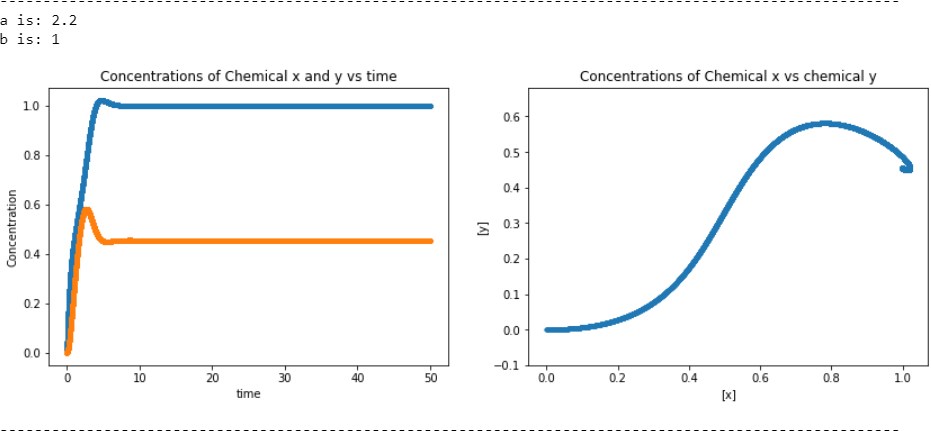 a is: 2.2
b is: 1
Concentrations of Chemical x and y vs time
Concentration
1.0
0.8
0.6
0.4
0.2
0.0
0 10 20 30 40 50
time
Concentrations of Chemical x vs chemical y
[y]
0.6
0.5
0.4
0.3
0.2
0.1
0.0
−0.1
0.0 0.2 0.4 0.6 0.8 1.0
[x]